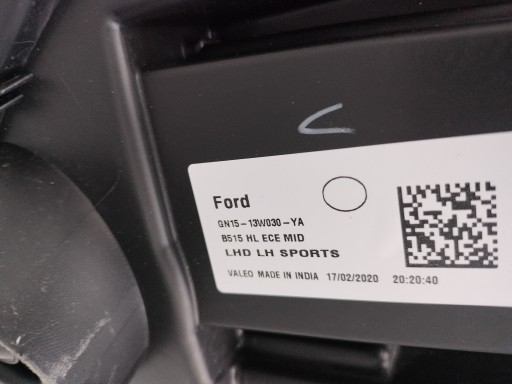 Ford
GN15-13W030-YA
B515 HL ECE MID
LHD LH SPORTS
VALEO MADE IN INDIA 17/02/2020 20:20:40